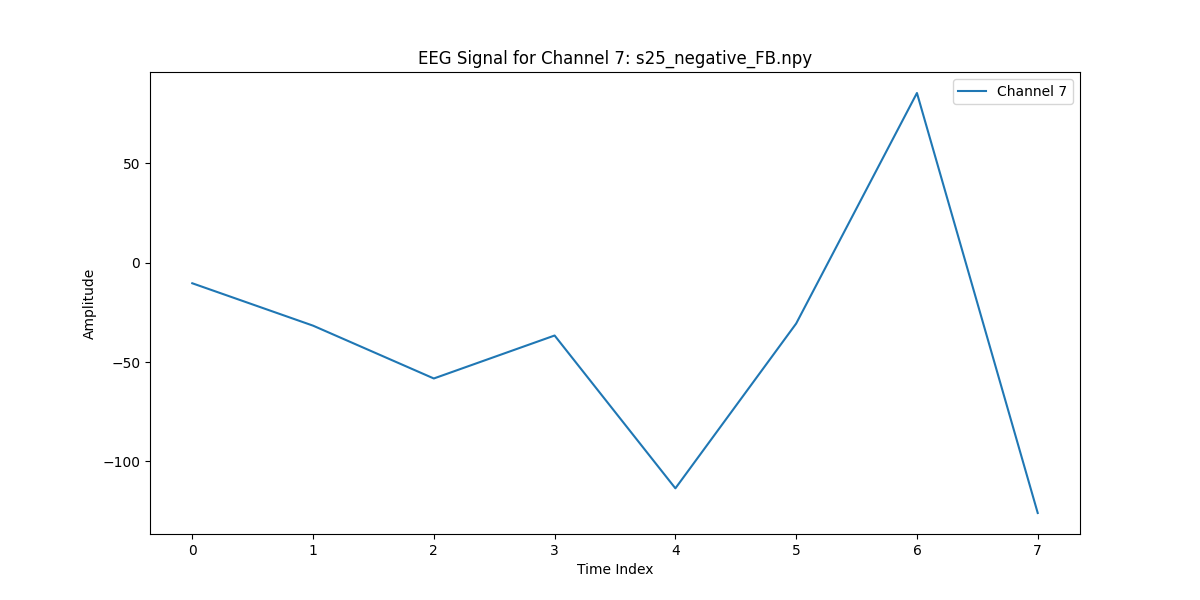 EEG Signal for Channel 7: s25_negative_FB.npy
Channel 7
50
0
−50
−100
Amplitude
0 1 2 3 4 5 6 7
Time Index